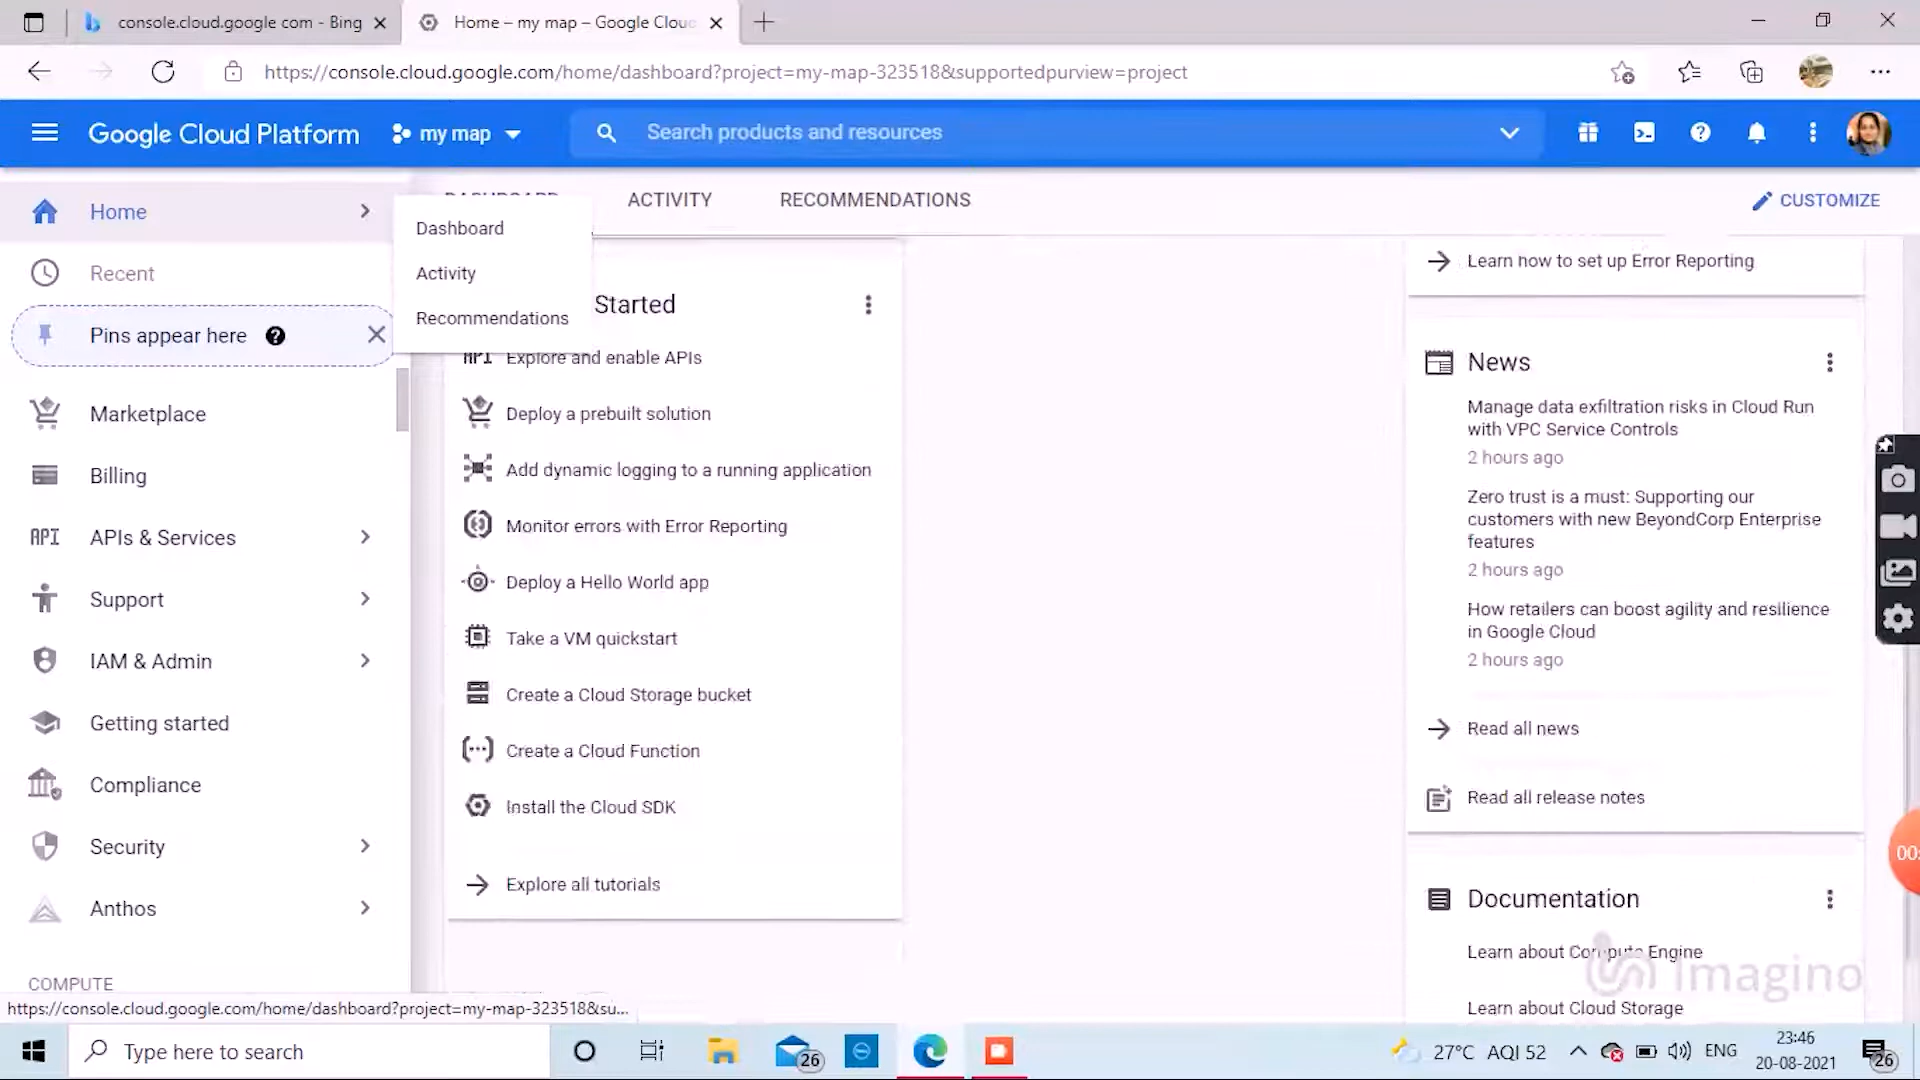 console.cloud.google com - Bing
Home – my map – Google Clou
https://console.cloud.google.com/home/dashboard?project=my-map-323518&supportedpurview=project
Google Cloud Platform
my map
Search products and resources
Home
DASHBOARD
ACTIVITY
RECOMMENDATIONS
CUSTOMIZE
Recent
Pins appear here
Marketplace
Billing
API
APIs & Services
Support
IAM & Admin
Getting started
Compliance
Security
Anthos
COMPUTE
Dashboard
Activity
Recommendations
Started
API
Explore and enable APIs
Deploy a prebuilt solution
Add dynamic logging to a running application
Monitor errors with Error Reporting
Deploy a Hello World app
Take a VM quickstart
Create a Cloud Storage bucket
Create a Cloud Function
Install the Cloud SDK
Explore all tutorials
Learn how to set up Error Reporting
News
Manage data exfiltration risks in Cloud Run
with VPC Service Controls
2 hours ago
Zero trust is a must: Supporting our
customers with new BeyondCorp Enterprise
features
2 hours ago
How retailers can boost agility and resilience
in Google Cloud
2 hours ago
Read all news
Read all release notes
Documentation
Learn about Compute Engine
Learn about Cloud Storage
Imagino
00:
https://console.cloud.google.com/home/dashboard?project=my-map-323518&su...
Type here to search
26
27°C AQI 52
ENG
23:46
20-08-2021
26